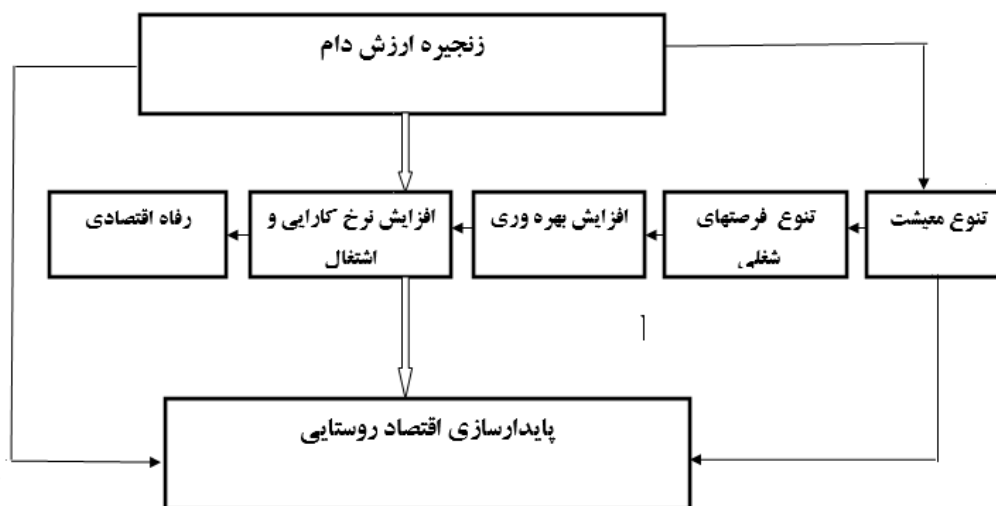 زنجیره ارزش دام
تنوع معیشت
تنوع فرصتهای
شغلی
افزایش بهره وری
افزایش نرخ کارایی و
اشتغال
رفاه اقتصادی
پایدارسازی اقتصاد روستایی